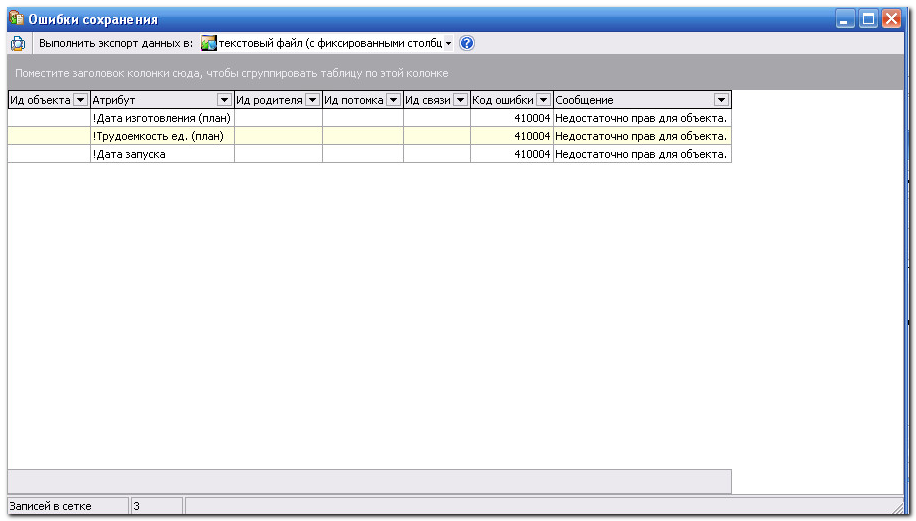 Ошибки сохранения
Выполнить экспорт данных в: текстовый файл (с фиксированными столбц
Поместите заголовок колонки сюда, чтобы сгруппировать таблицу по этой колонке
Ид объекта Атрибут Ид родителя Ид потомка Ид связи Код ошибки Сообщение
!Дата изготовления (план) 410004 Недостаточно прав для объекта.
!Трудоемкость ед. (план) 410004 Недостаточно прав для объекта.
!Дата запуска 410004 Недостаточно прав для объекта.
Записей в сетке 3